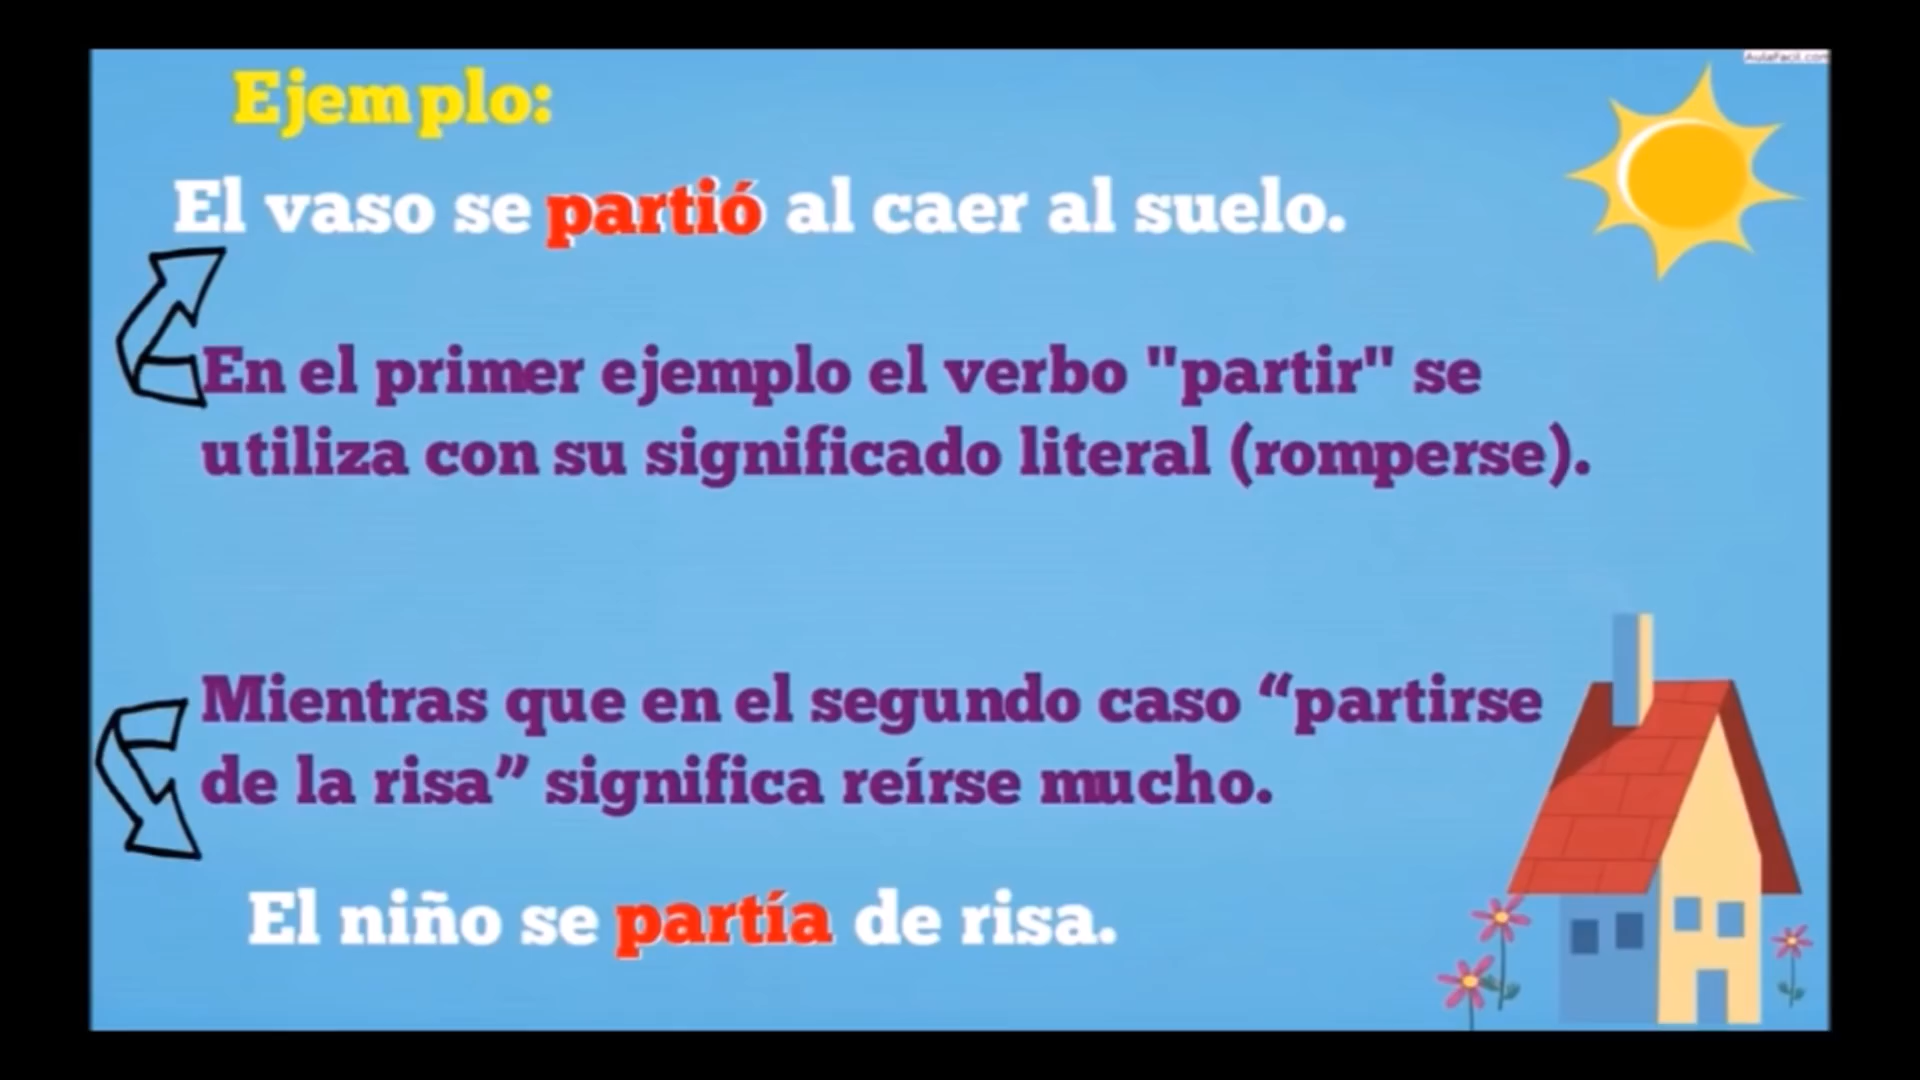 AulaFacil.com
Ejemplo:
El vaso se partió al caer al suelo.
En el primer ejemplo el verbo "partir" se
utiliza con su significado literal (romperse).
Mientras que en el segundo caso “partirse
de la risa” significa reírse mucho.
El niño se partía de risa.